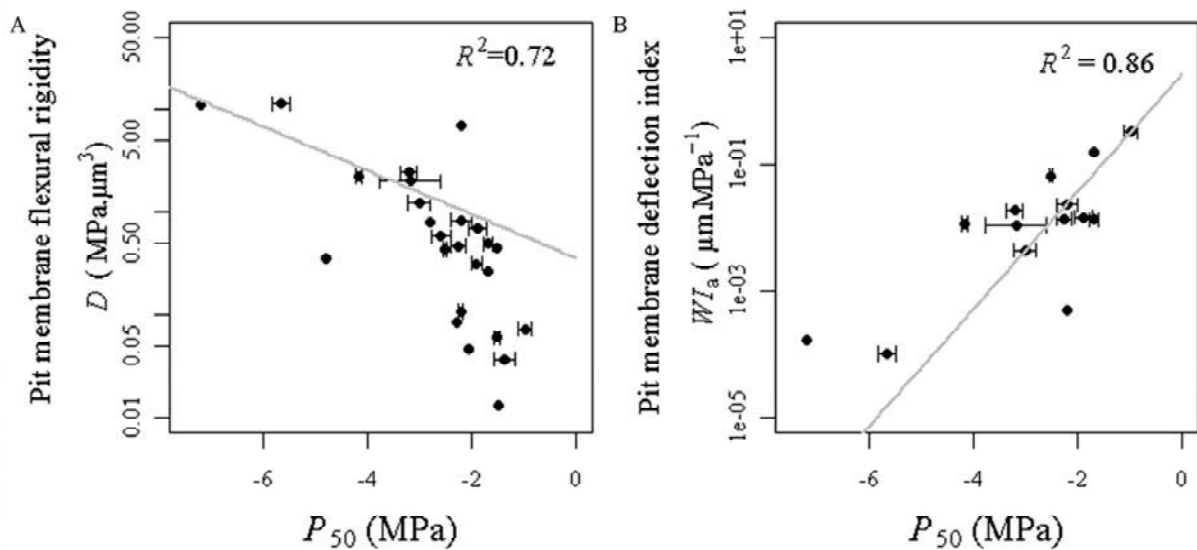 A
Pit membrane flexural rigidity
D ( MPa.μm³)
50.00
5.00
0.50
0.05
0.01
R²=0.72
-6
-4
-2
0
P₅₀ (MPa)
B
Pit membrane deflection index
WIₐ ( μm.MPa⁻¹)
1e+01
1e-01
1e-03
1e-05
R² = 0.86
-6
-4
-2
0
P₅₀ (MPa)